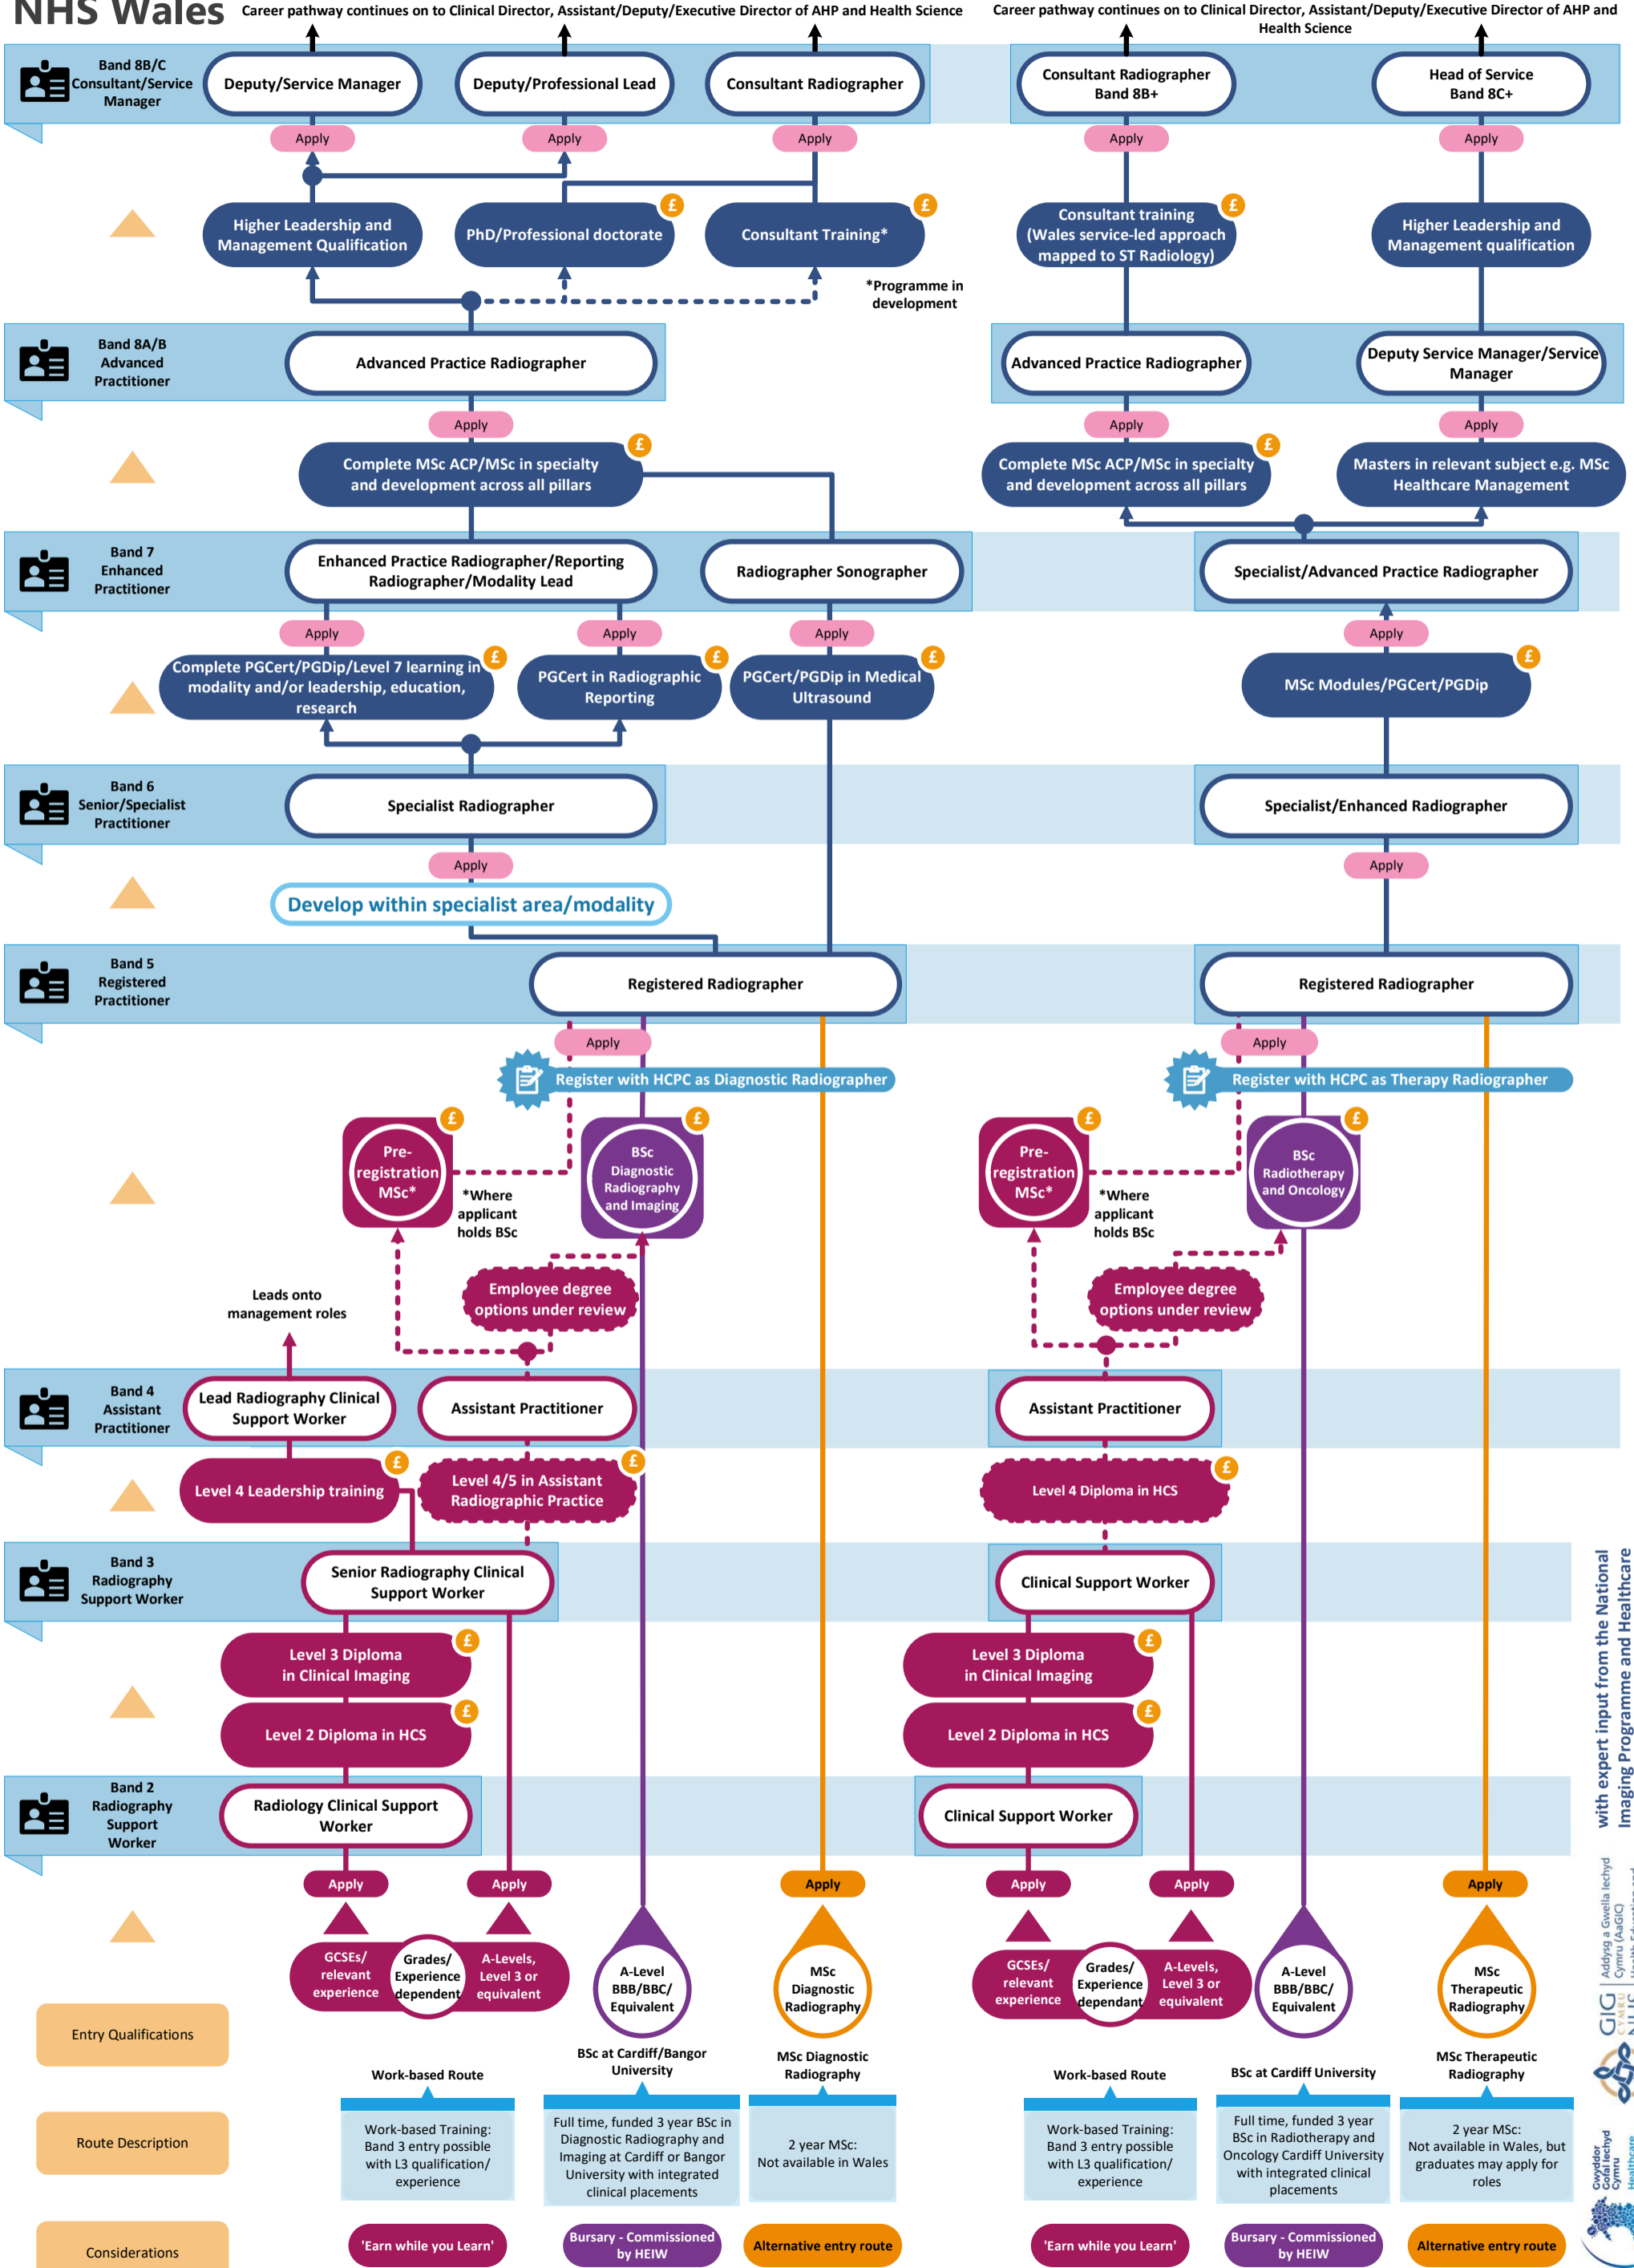 NHS Wales
Career pathway continues on to Clinical Director, Assistant/Deputy/Executive Director of AHP and Health Science
Career pathway continues on to Clinical Director, Assistant/Deputy/Executive Director of AHP and
Health Science
Band 8B/C
Consultant/Service
Manager
Deputy/Service Manager
Deputy/Professional Lead
Consultant Radiographer
Consultant Radiographer
Band 8B+
Head of Service
Band 8C+
Apply
Apply
Apply
Apply
Apply
Higher Leadership and
Management Qualification
PhD/Professional doctorate
£
Consultant Training*
£
Consultant training
(Wales service-led approach
mapped to ST Radiology)
£
Higher Leadership and
Management qualification
*Programme in
development
Band 8A/B
Advanced
Practitioner
Advanced Practice Radiographer
Advanced Practice Radiographer
Deputy Service Manager/Service
Manager
Apply
Apply
Apply
Complete MSc ACP/MSc in specialty
and development across all pillars
£
Complete MSc ACP/MSc in specialty
and development across all pillars
£
Masters in relevant subject e.g. MSc
Healthcare Management
Band 7
Enhanced
Practitioner
Enhanced Practice Radiographer/Reporting
Radiographer/Modality Lead
Radiographer Sonographer
Specialist/Advanced Practice Radiographer
Apply
Apply
Apply
Apply
Complete PGCert/PGDip/Level 7 learning in
modality and/or leadership, education,
research
£
PGCert in Radiographic
Reporting
£
PGCert/PGDip in Medical
Ultrasound
£
MSc Modules/PGCert/PGDip
£
Band 6
Senior/Specialist
Practitioner
Specialist Radiographer
Specialist/Enhanced Radiographer
Apply
Apply
Develop within specialist area/modality
Band 5
Registered
Practitioner
Registered Radiographer
Registered Radiographer
Apply
Apply
Register with HCPC as Diagnostic Radiographer
Register with HCPC as Therapy Radiographer
Pre-
registration
MSc*
£
*Where
applicant
holds BSc
BSc
Diagnostic
Radiography
and Imaging
£
Pre-
registration
MSc*
£
*Where
applicant
holds BSc
BSc
Radiotherapy
and Oncology
£
Employee degree
options under review
Employee degree
options under review
Leads onto
management roles
Band 4
Assistant
Practitioner
Lead Radiography Clinical
Support Worker
Assistant Practitioner
Assistant Practitioner
Level 4 Leadership training
£
Level 4/5 in Assistant
Radiographic Practice
£
Level 4 Diploma in HCS
£
Band 3
Radiography
Support Worker
Senior Radiography Clinical
Support Worker
Clinical Support Worker
Level 3 Diploma
in Clinical Imaging
£
Level 3 Diploma
in Clinical Imaging
£
Level 2 Diploma in HCS
£
Level 2 Diploma in HCS
£
Band 2
Radiography
Support
Worker
Radiology Clinical Support
Worker
Clinical Support Worker
Apply
Apply
Apply
Apply
Apply
Apply
GCSEs/
relevant
experience
Grades/
Experience
dependent
A-Levels,
Level 3 or
equivalent
A-Level
BBB/BBC/
Equivalent
MSc
Diagnostic
Radiography
GCSEs/
relevant
experience
Grades/
Experience
dependant
A-Levels,
Level 3 or
equivalent
A-Level
BBB/BBC/
Equivalent
MSc
Therapeutic
Radiography
Entry Qualifications
Work-based Route
BSc at Cardiff/Bangor
University
MSc Diagnostic
Radiography
Work-based Route
BSc at Cardiff University
MSc Therapeutic
Radiography
Route Description
Work-based Training:
Band 3 entry possible
with L3 qualification/
experience
Full time, funded 3 year BSc in
Diagnostic Radiography and
Imaging at Cardiff or Bangor
University with integrated
clinical placements
2 year MSc:
Not available in Wales
Work-based Training:
Band 3 entry possible
with L3 qualification/
experience
Full time, funded 3 year
BSc in Radiotherapy and
Oncology Cardiff University
with integrated clinical
placements
2 year MSc:
Not available in Wales, but
graduates may apply for
roles
Considerations
'Earn while you Learn'
Bursary - Commissioned
by HEIW
Alternative entry route
'Earn while you Learn'
Bursary - Commissioned
by HEIW
Alternative entry route
with expert input from the National
Imaging Programme and Healthcare
GIG
CYMRU
NHS
Addysg a Gwella Iechyd
Cymru (AaGIC)
Gwyddor
Gofal Iechyd
Cymru
Healthcare